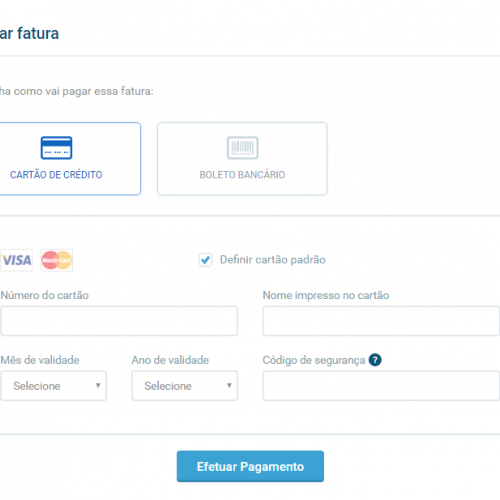 ar fatura
ha como vai pagar essa fatura:
CARTÃO DE CRÉDITO
BOLETO BANCÁRIO
VISA MasterCard
Definir cartão padrão
Número do cartão
Nome impresso no cartão
Mês de validade
Ano de validade
Código de segurança ?
Selecione
Selecione
Efetuar Pagamento